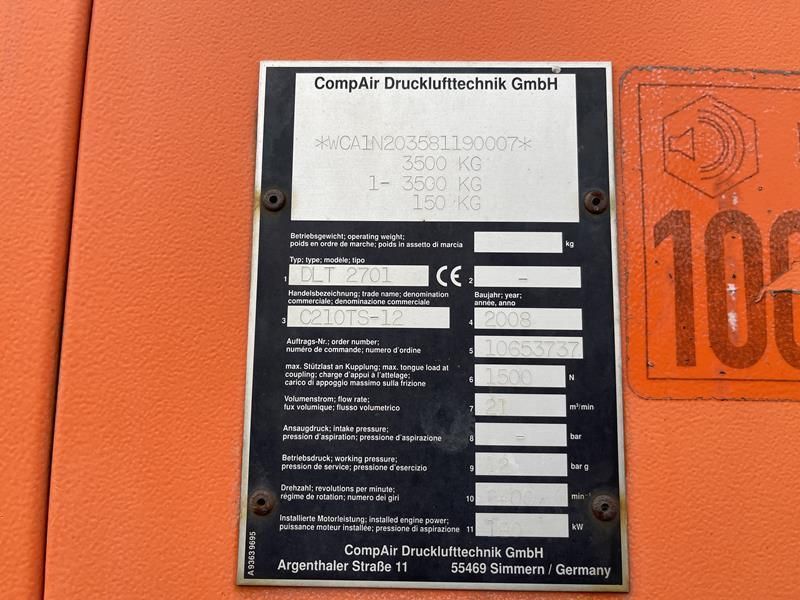 CompAir Drucklufttechnik GmbH
*WCA1N203581190007*
3500 KG
1- 3500 KG
150 KG
Betriebsgewicht; operating weight;
poids en ordre de marche; poids in assetto di marcia kg
Typ; type; modèle; tipo
1 DLT 2701 CE 2 -
Handelsbezeichnung; trade name; denomination
commerciale; denominazione commerciale
Baujahr; year;
année, anno
3 C210TS-12 4 2008
Auftrags-Nr.; order number;
numéro de commande; numero d'ordine 5 10653737
max. Stützlast an Kupplung; max. tongue load at
coupling; charge d'appui à l'attelage;
carico di appoggio massimo sulla frizione 6 1500 N
Volumenstrom; flow rate;
fux volumique; flusso volumetrico 7 21 m³/min
Ansaugdruck; intake pressure;
pression d'aspiration; pressione d'aspirazione 8 - bar
Betriebsdruck; working pressure;
pression de service; pressione d'esercizio 9 12 bar g
Drehzahl; revolutions per minute;
régime de rotation; numero dei giri 10 min⁻¹
Installierte Motorleistung; installed engine power;
puissance moteur installée; pressione di aspirazione 11 kW
CompAir Drucklufttechnik GmbH
Argenthaler Straße 11 55469 Simmern / Germany
A93639695
100